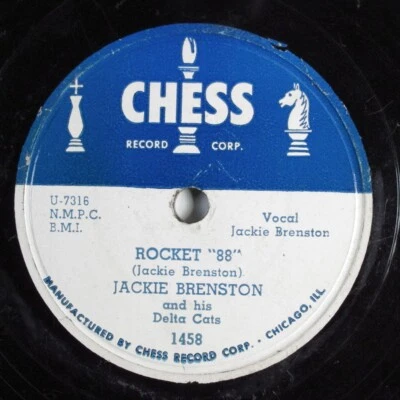 CHESS
RECORD CORP.
U-7316
N.M.P.C.
B.M.I.
Vocal
Jackie Brenston
ROCKET "88"
(Jackie Brenston)
JACKIE BRENSTON
and his
Delta Cats
1458
MANUFACTURED BY CHESS RECORD CORP. · CHICAGO, ILL.